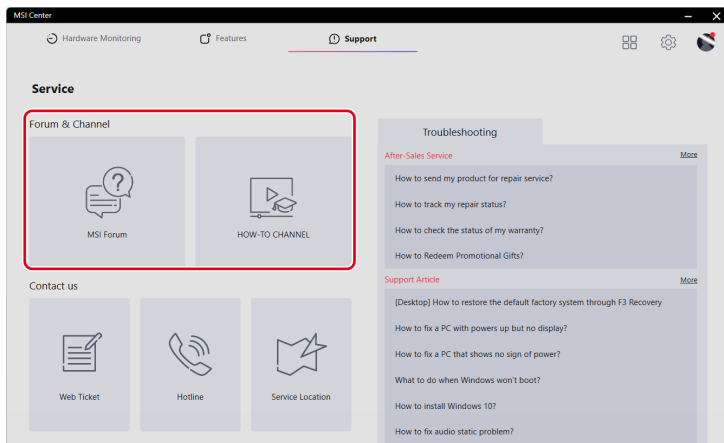 MSI Center
Hardware Monitoring
Features
Support
Service
Forum & Channel
MSI Forum
HOW-TO CHANNEL
Contact us
Web Ticket
Hotline
Service Location
Troubleshooting
After-Sales Service
More
How to send my product for repair service?
How to track my repair status?
How to check the status of my warranty?
How to Redeem Promotional Gifts?
Support Article
More
[Desktop] How to restore the default factory system through F3 Recovery
How to fix a PC with powers up but no display?
How to fix a PC that shows no sign of power?
What to do when Windows won't boot?
How to install Windows 10?
How to fix audio static problem?